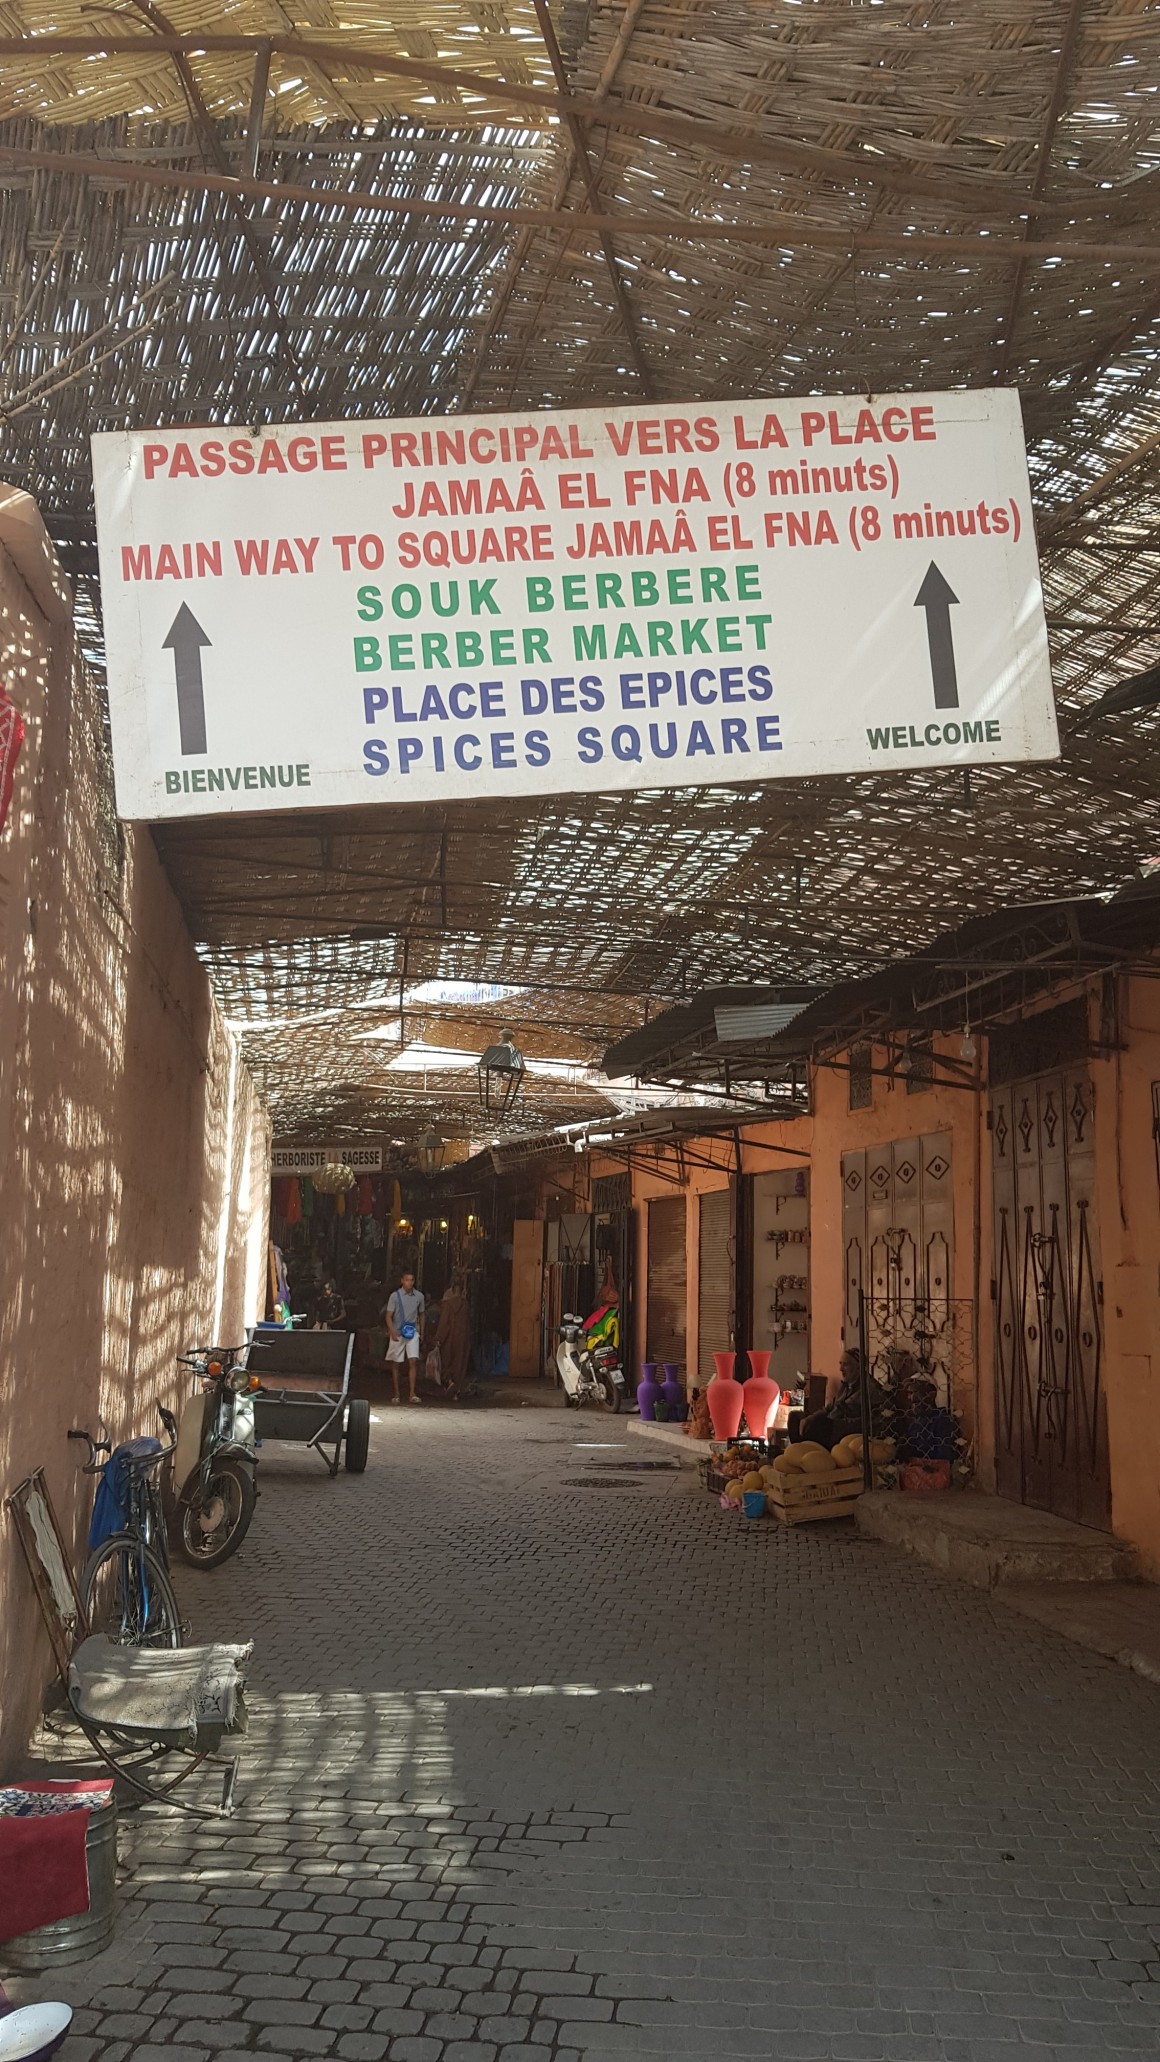 PASSAGE PRINCIPAL VERS LA PLACE
JAMAÂ EL FNA (8 minuts)
MAIN WAY TO SQUARE JAMAÂ EL FNA (8 minuts)
SOUK BERBERE
BERBER MARKET
PLACE DES EPICES
SPICES SQUARE
BIENVENUE
WELCOME
HERBORISTE LA SAGESSE